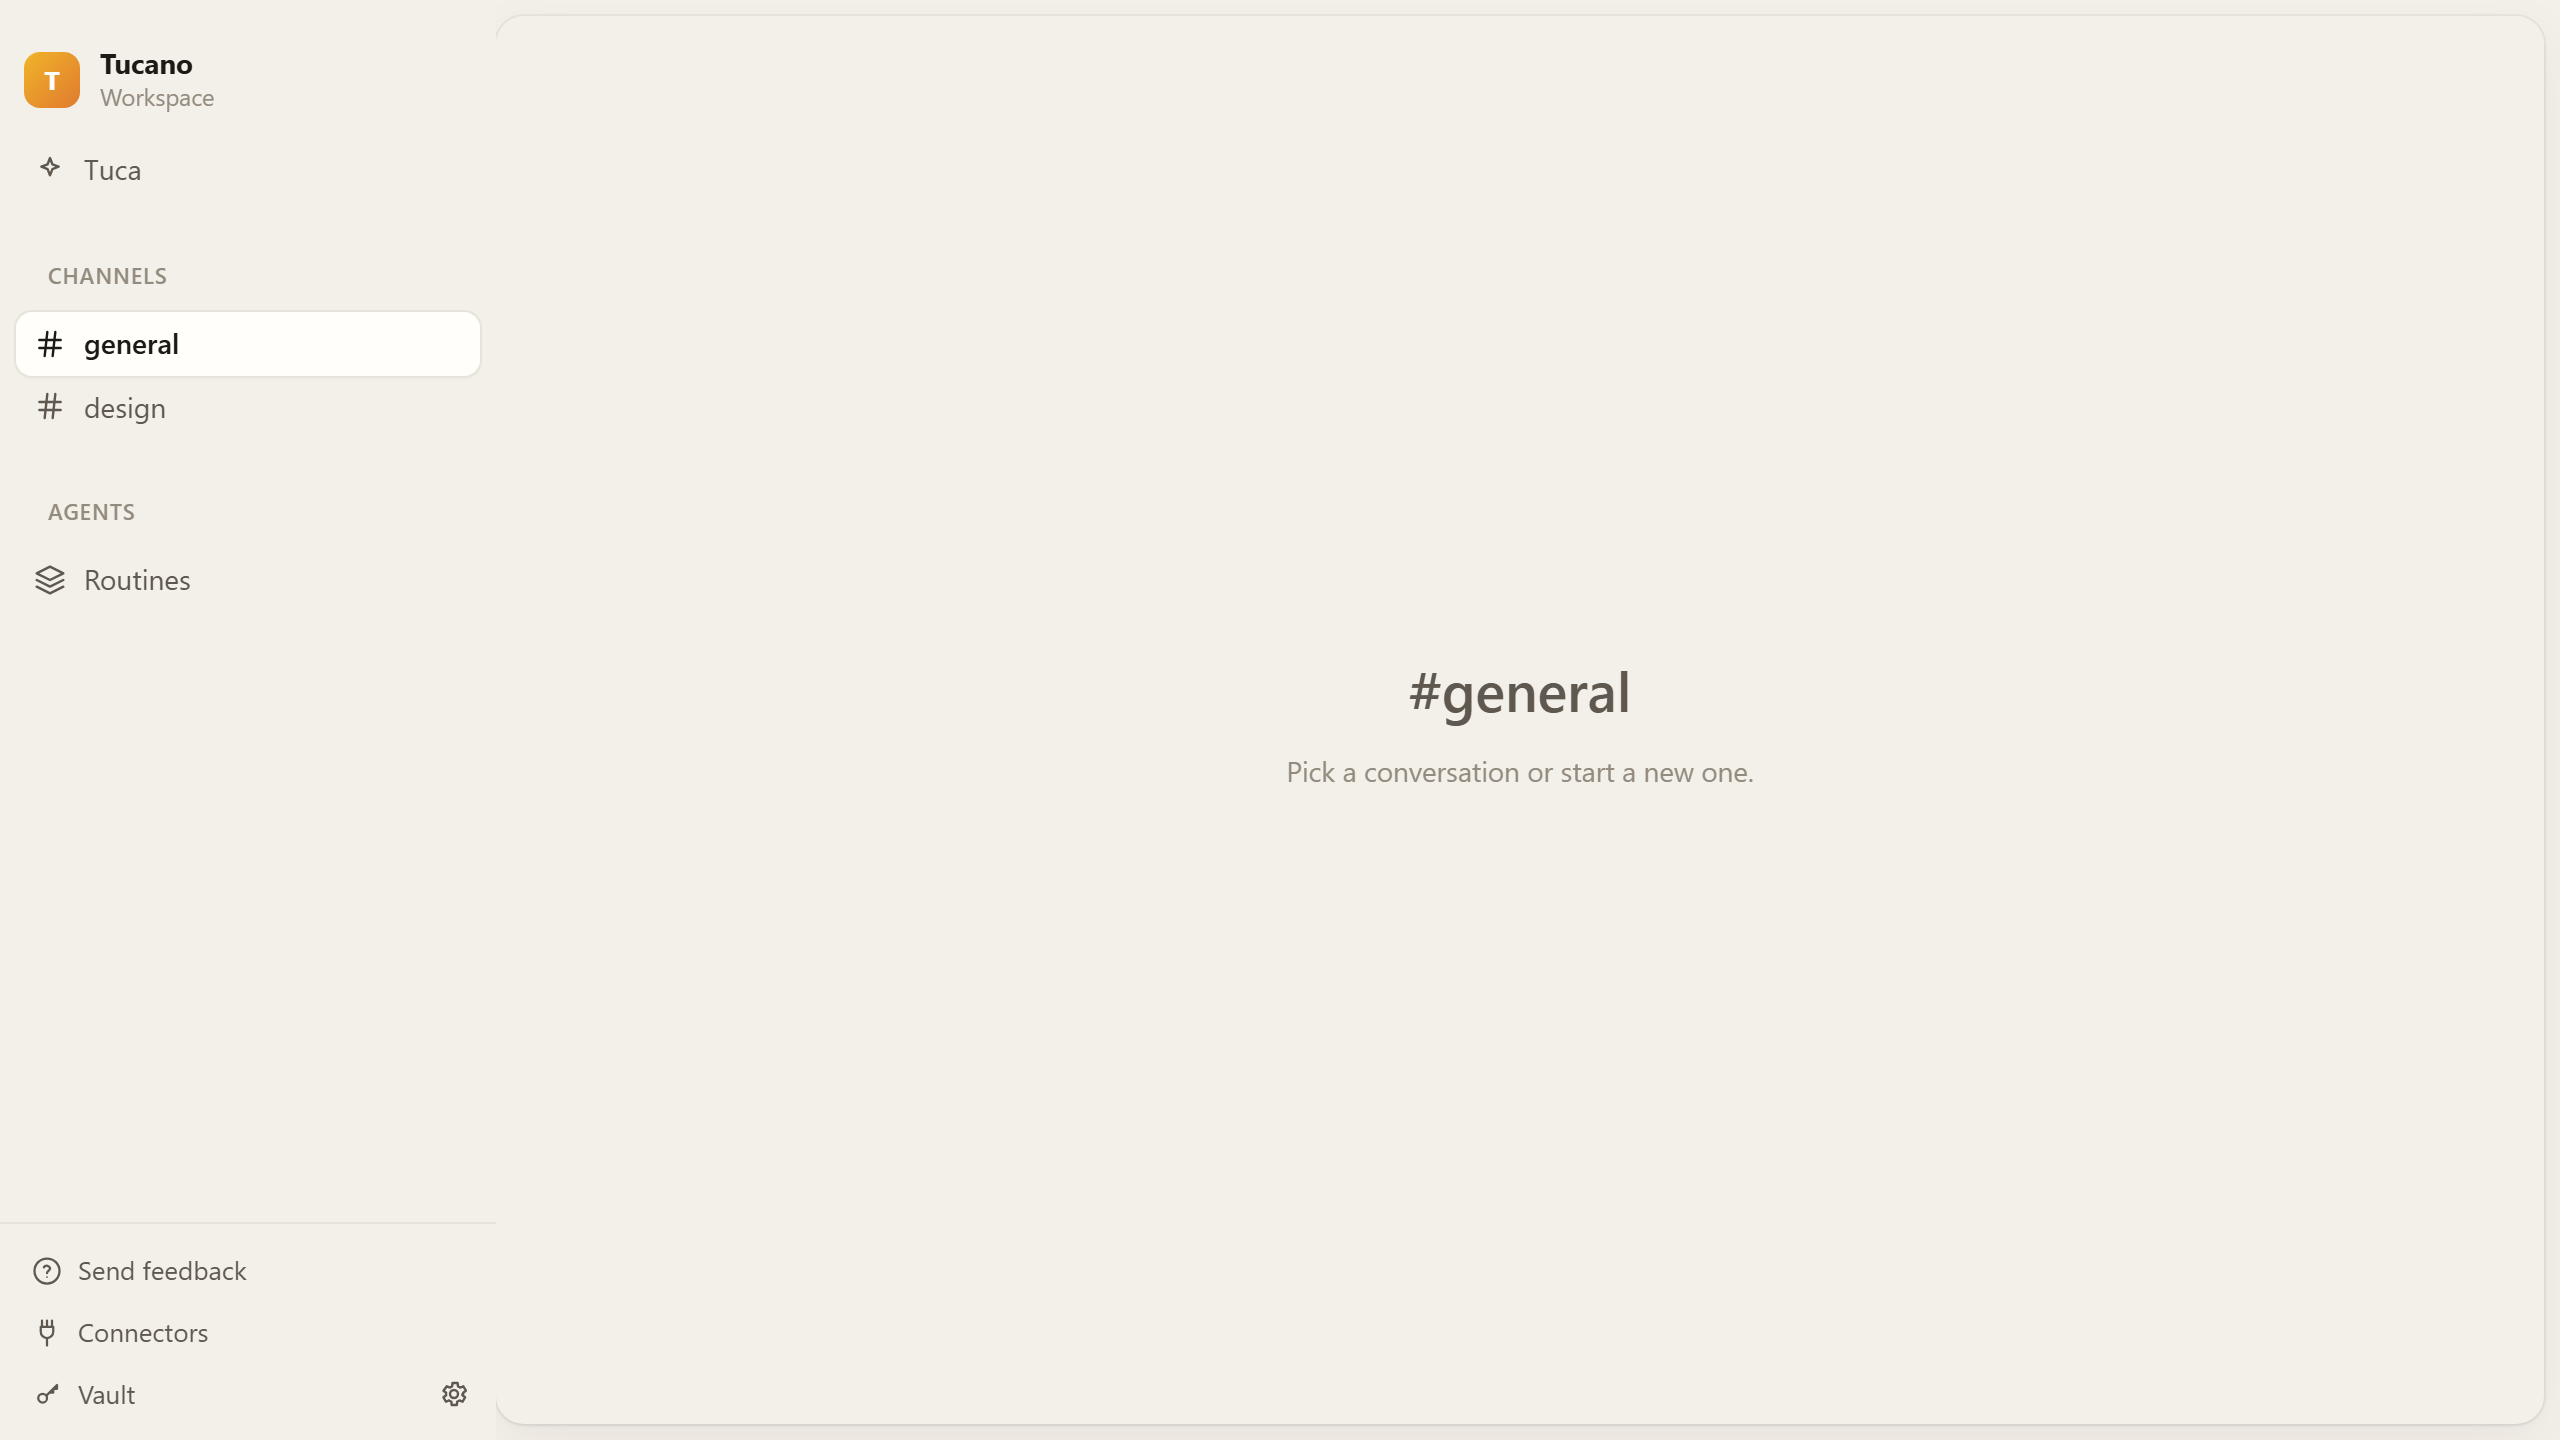 T
Tucano
Workspace
Tuca
CHANNELS
general
design
AGENTS
Routines
#general
Pick a conversation or start a new one.
Send feedback
Connectors
Vault